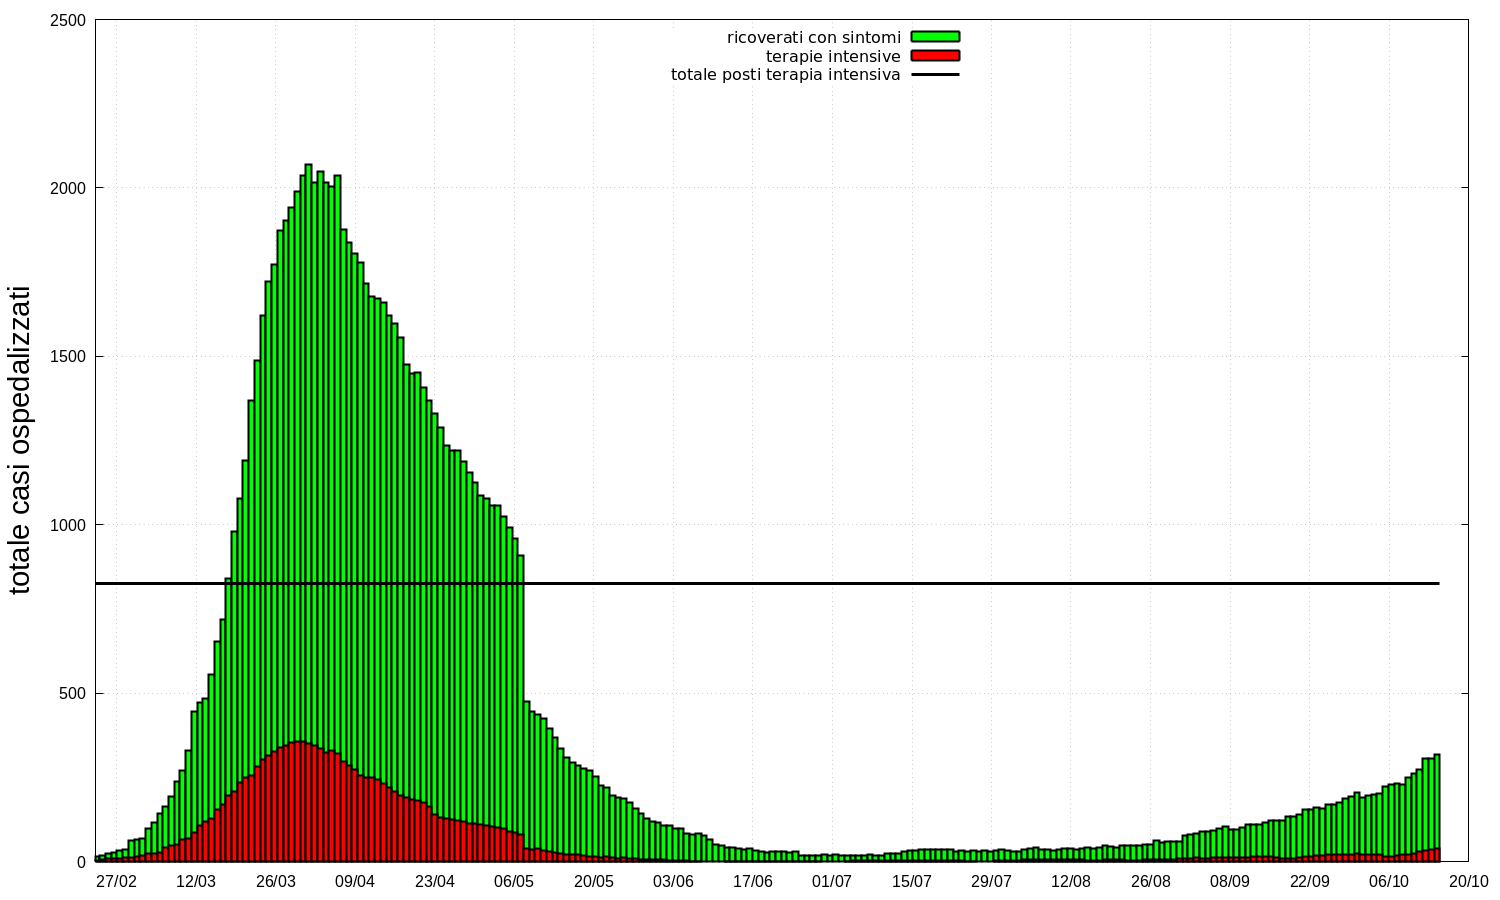 2500
2000
1500
1000
500
0
totale casi ospedalizzati
ricoverati con sintomi
terapie intensive
totale posti terapia intensiva
27/02 12/03 26/03 09/04 23/04 06/05 20/05 03/06 17/06 01/07 15/07 29/07 12/08 26/08 08/09 22/09 06/10 20/10